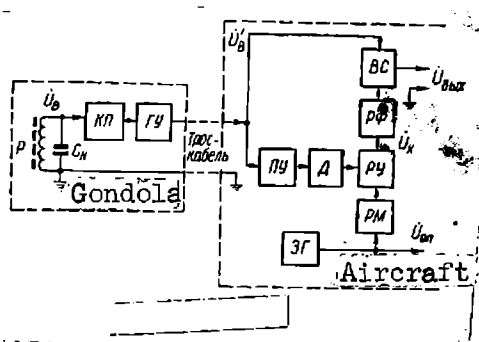 U̇'в
ВС
U̇вых
U̇в
КП
ГУ
РФ
U̇к
Р
Cн
Трос-
кабель
ПУ
Д
РУ
Gondola
РМ
ЗГ
U̇оп
Aircraft